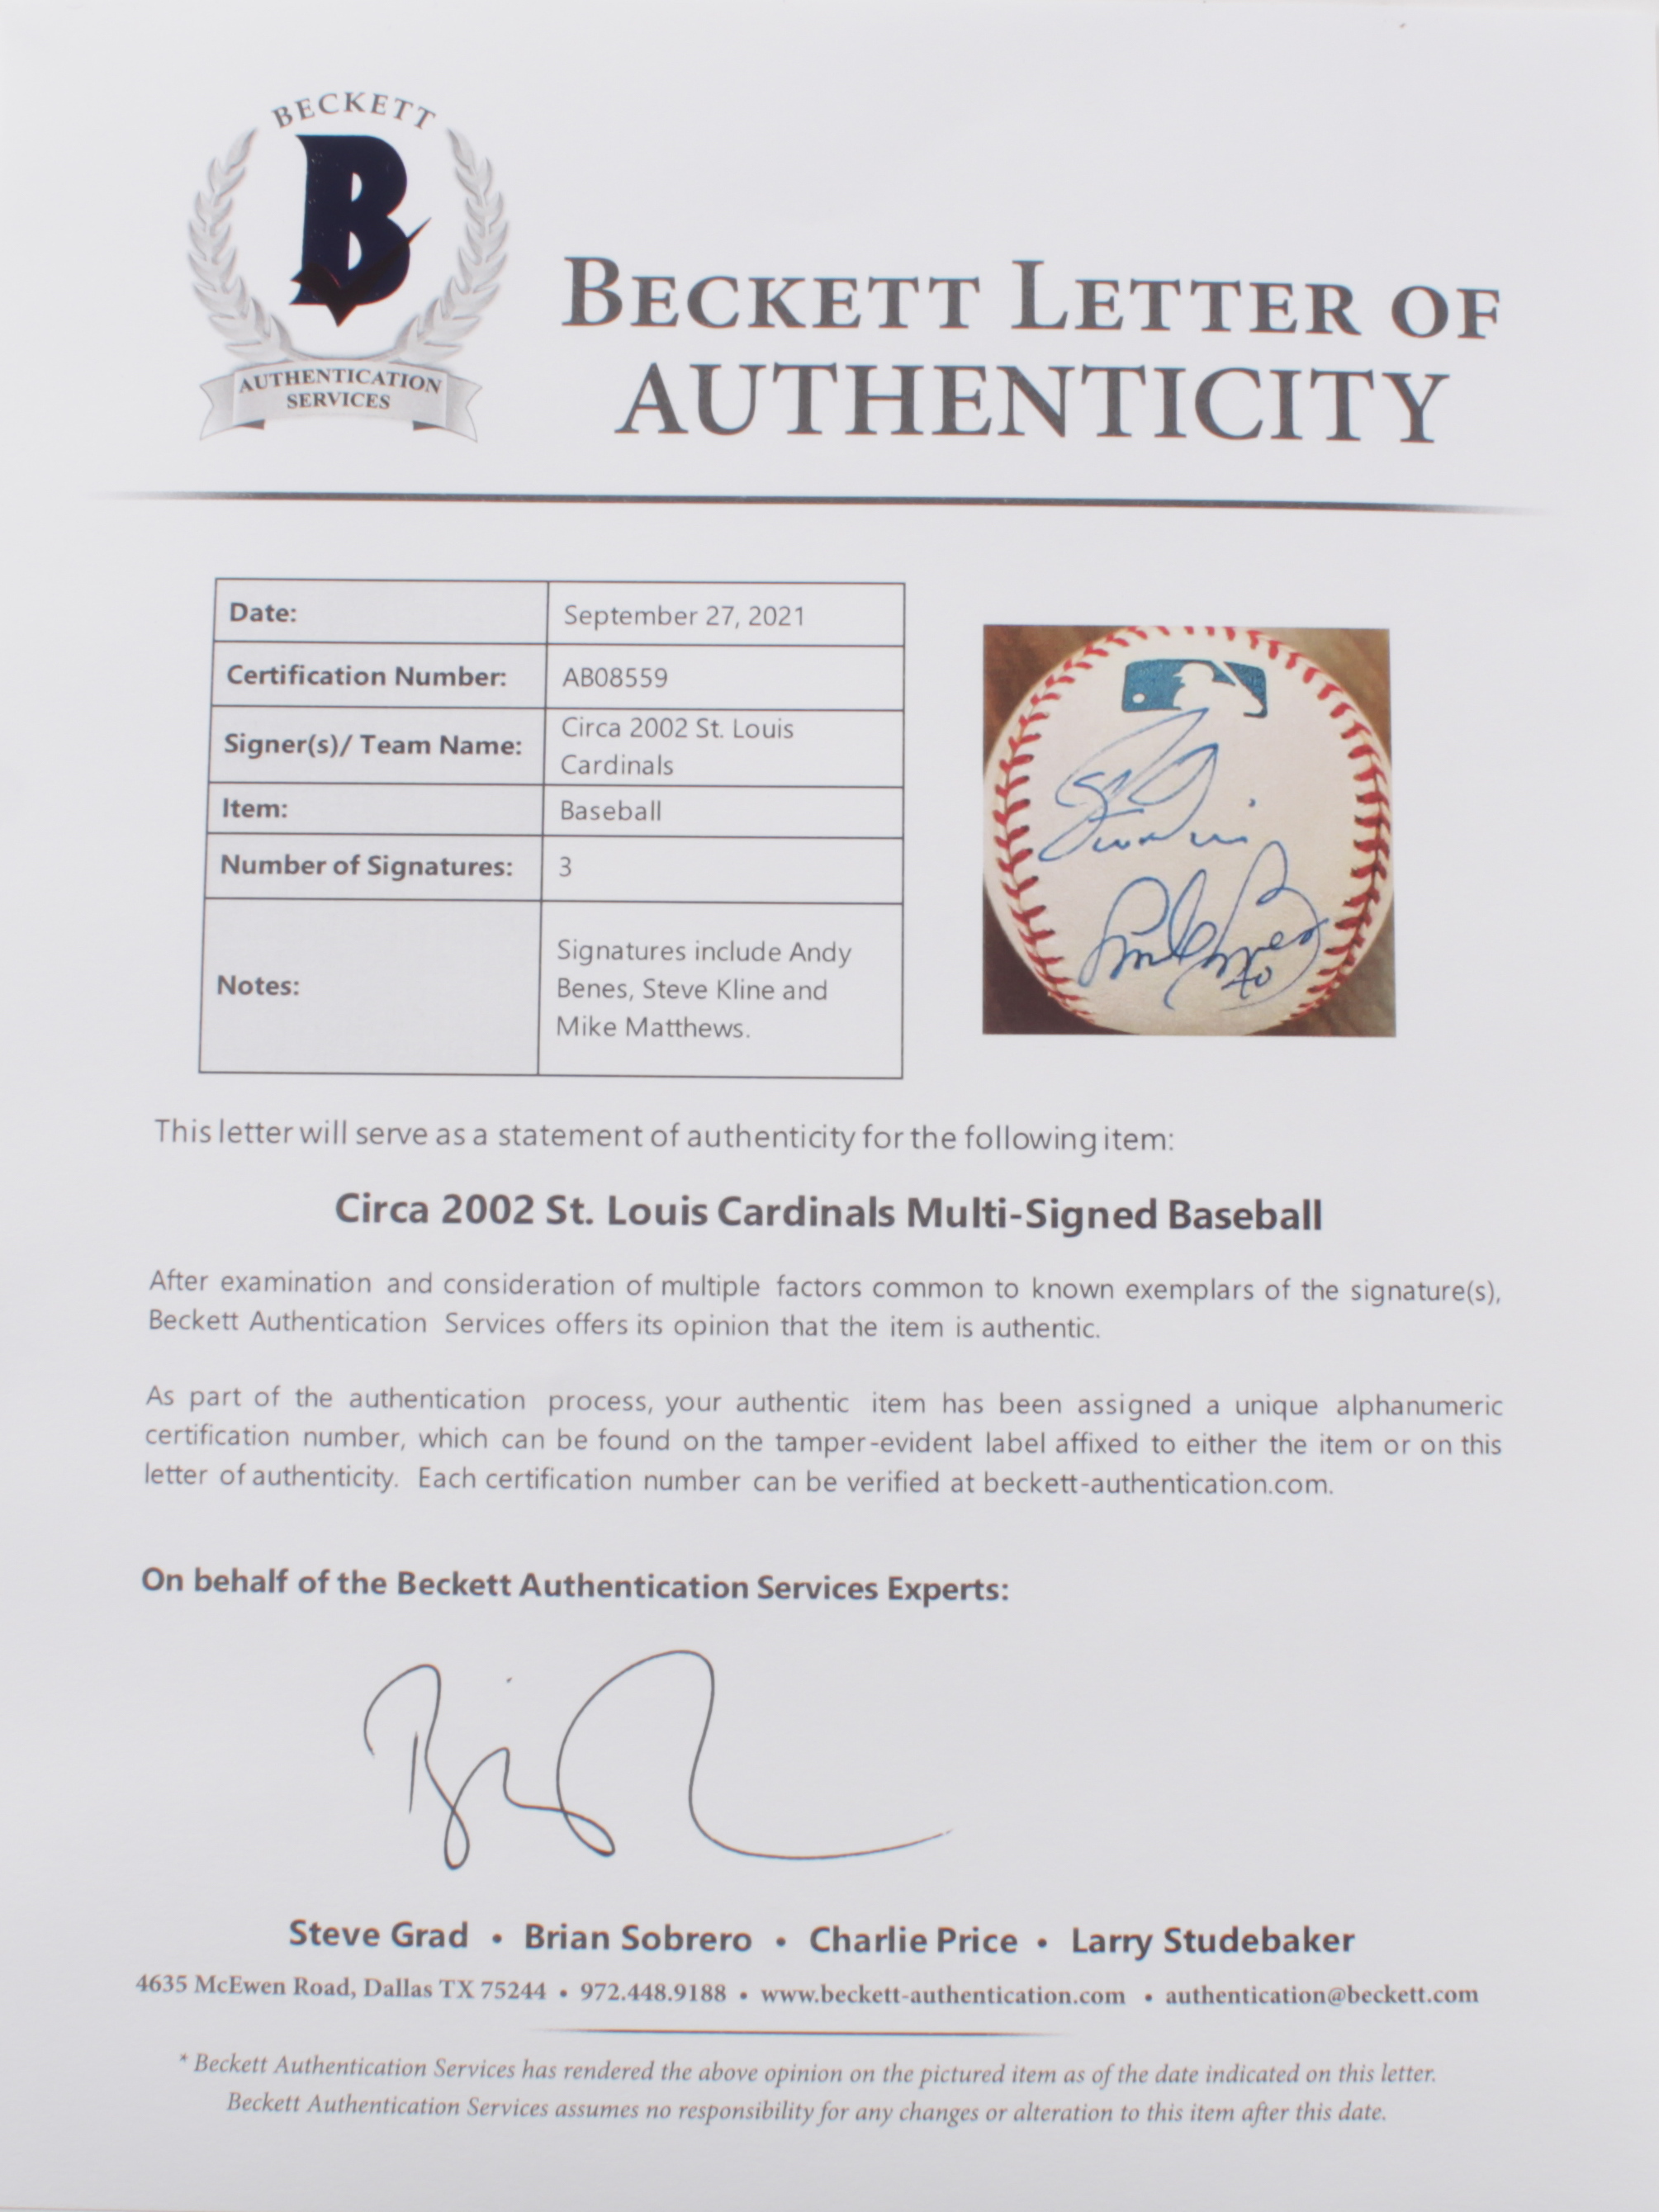 BECKETT
B
AUTHENTICATION
SERVICES
BECKETT LETTER OF
AUTHENTICITY
Date: September 27, 2021
Certification Number: AB08559
Signer(s)/ Team Name: Circa 2002 St. Louis
Cardinals
Item: Baseball
Number of Signatures: 3
Notes: Signatures include Andy
Benes, Steve Kline and
Mike Matthews.
40
This letter will serve as a statement of authenticity for the following item:
Circa 2002 St. Louis Cardinals Multi-Signed Baseball
After examination and consideration of multiple factors common to known exemplars of the signature(s),
Beckett Authentication Services offers its opinion that the item is authentic.
As part of the authentication process, your authentic item has been assigned a unique alphanumeric
certification number, which can be found on the tamper-evident label affixed to either the item or on this
letter of authenticity. Each certification number can be verified at beckett-authentication.com.
On behalf of the Beckett Authentication Services Experts:
Steve Grad • Brian Sobrero • Charlie Price • Larry Studebaker
4635 McEwen Road, Dallas TX 75244 • 972.448.9188 • www.beckett-authentication.com • authentication@beckett.com
* Beckett Authentication Services has rendered the above opinion on the pictured item as of the date indicated on this letter.
Beckett Authentication Services assumes no responsibility for any changes or alteration to this item after this date.